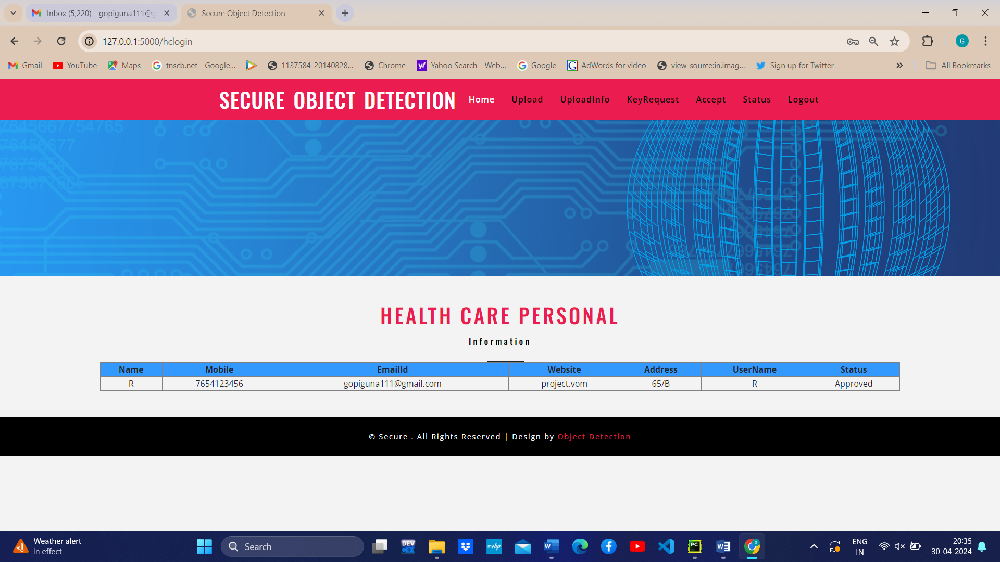 Inbox (5,220) - gopiguna111@g
Secure Object Detection
127.0.0.1:5000/hclogin
Gmail YouTube Maps tnscb.net - Google... 1137584_20140828... Chrome Yahoo Search - Web... Google AdWords for video view-source:in.imag... Sign up for Twitter » All Bookmarks
SECURE OBJECT DETECTION Home Upload UploadInfo KeyRequest Accept Status Logout
HEALTH CARE PERSONAL
Information
Name Mobile EmailId Website Address UserName Status
R 7654123456 gopiguna111@gmail.com project.vom 65/B R Approved
© Secure . All Rights Reserved | Design by Object Detection
Weather alert
In effect
Search
ENG
IN
20:35
30-04-2024